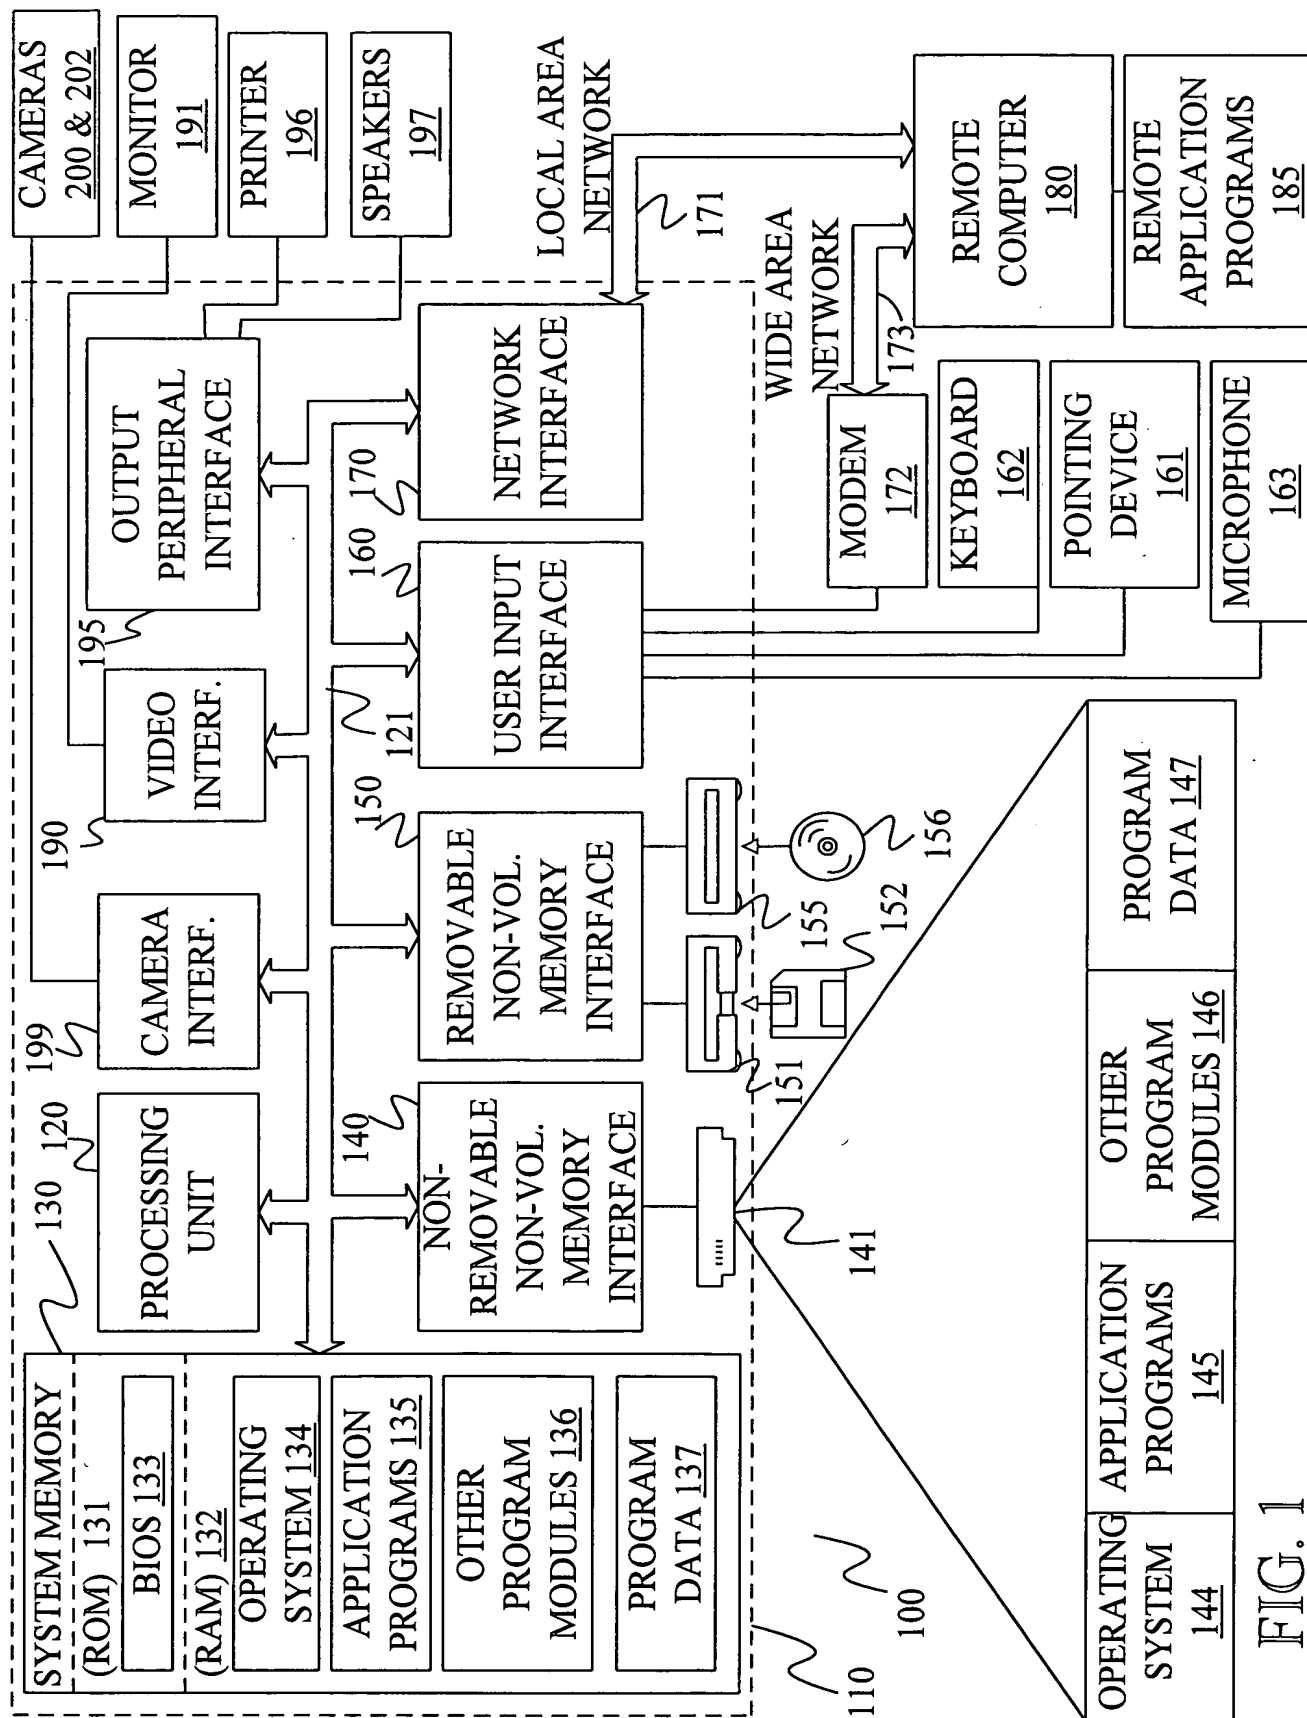 SYSTEM MEMORY
(ROM) 131
BIOS 133
(RAM) 132
OPERATING
SYSTEM 134
APPLICATION
PROGRAMS 135
OTHER
PROGRAM
MODULES 136
PROGRAM
DATA 137
130
120
PROCESSING
UNIT
199
CAMERA
INTERF.
190
VIDEO
INTERF.
195
OUTPUT
PERIPHERAL
INTERFACE
CAMERAS
200 & 202
MONITOR
191
PRINTER
196
SPEAKERS
197
121
140
NON-
REMOVABLE
NON-VOL.
MEMORY
INTERFACE
150
REMOVABLE
NON-VOL.
MEMORY
INTERFACE
160
USER INPUT
INTERFACE
170
NETWORK
INTERFACE
LOCAL AREA
NETWORK
171
WIDE AREA
NETWORK
173
141
151
152
155
156
MODEM
172
KEYBOARD
162
POINTING
DEVICE
161
MICROPHONE
163
REMOTE
COMPUTER
180
REMOTE
APPLICATION
PROGRAMS
185
110
100
OPERATING
SYSTEM
144
APPLICATION
PROGRAMS
145
OTHER
PROGRAM
MODULES 146
PROGRAM
DATA 147
FIG. 1